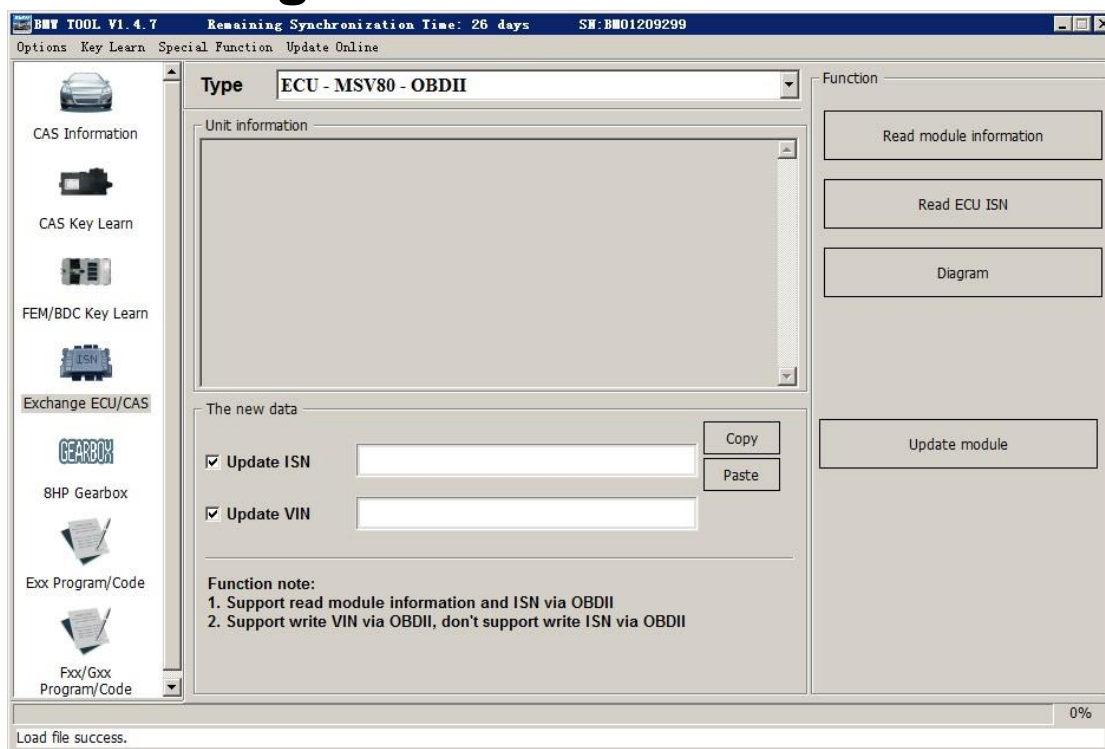 BMW TOOL V1.4.7 Remaining Synchronization Time: 26 days SN:BM01209299
Options Key Learn Special Function Update Online
CAS Information
CAS Key Learn
FEM/BDC Key Learn
ISN
Exchange ECU/CAS
GEARBOX
8HP Gearbox
Exx Program/Code
Fxx/Gxx
Program/Code
Type ECU - MSV80 - OBDII
Unit information
The new data
Update ISN
Copy
Paste
Update VIN
Function note:
1. Support read module information and ISN via OBDII
2. Support write VIN via OBDII, don't support write ISN via OBDII
Function
Read module information
Read ECU ISN
Diagram
Update module
0%
Load file success.